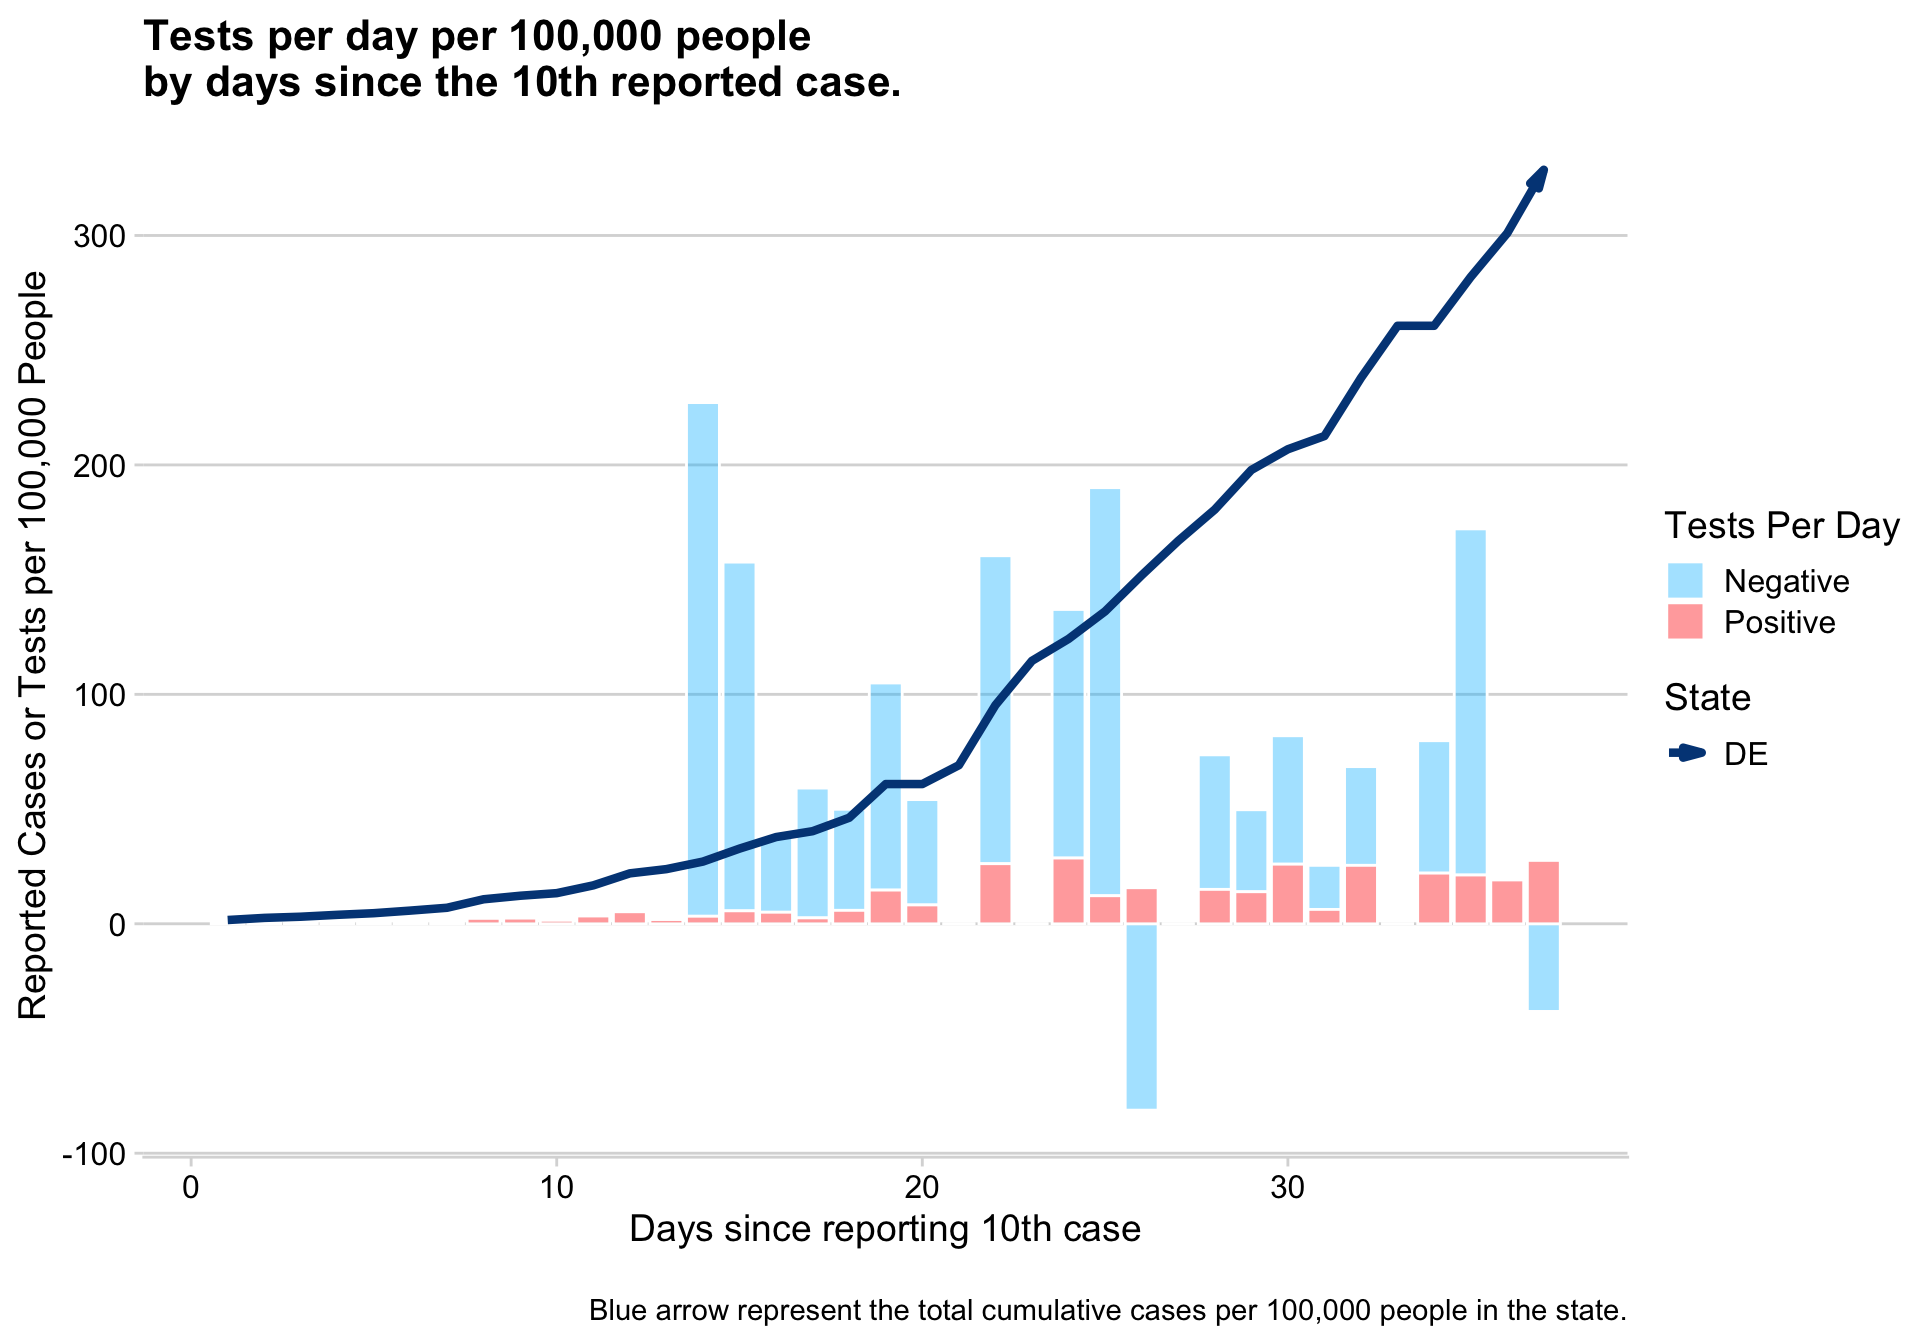 Tests per day per 100,000 people
by days since the 10th reported case.
Reported Cases or Tests per 100,000 People
300
200
100
0
-100
0
10
20
30
Days since reporting 10th case
Tests Per Day
Negative
Positive
State
DE
Blue arrow represent the total cumulative cases per 100,000 people in the state.